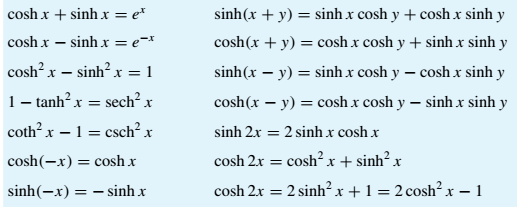 cosh x + sinh x = eˣ sinh(x + y) = sinh x cosh y + cosh x sinh y
cosh x − sinh x = e⁻ˣ cosh(x + y) = cosh x cosh y + sinh x sinh y
cosh² x − sinh² x = 1 sinh(x − y) = sinh x cosh y − cosh x sinh y
1 − tanh² x = sech² x cosh(x − y) = cosh x cosh y − sinh x sinh y
coth² x − 1 = csch² x sinh 2x = 2 sinh x cosh x
cosh(−x) = cosh x cosh 2x = cosh² x + sinh² x
sinh(−x) = − sinh x cosh 2x = 2 sinh² x + 1 = 2 cosh² x − 1